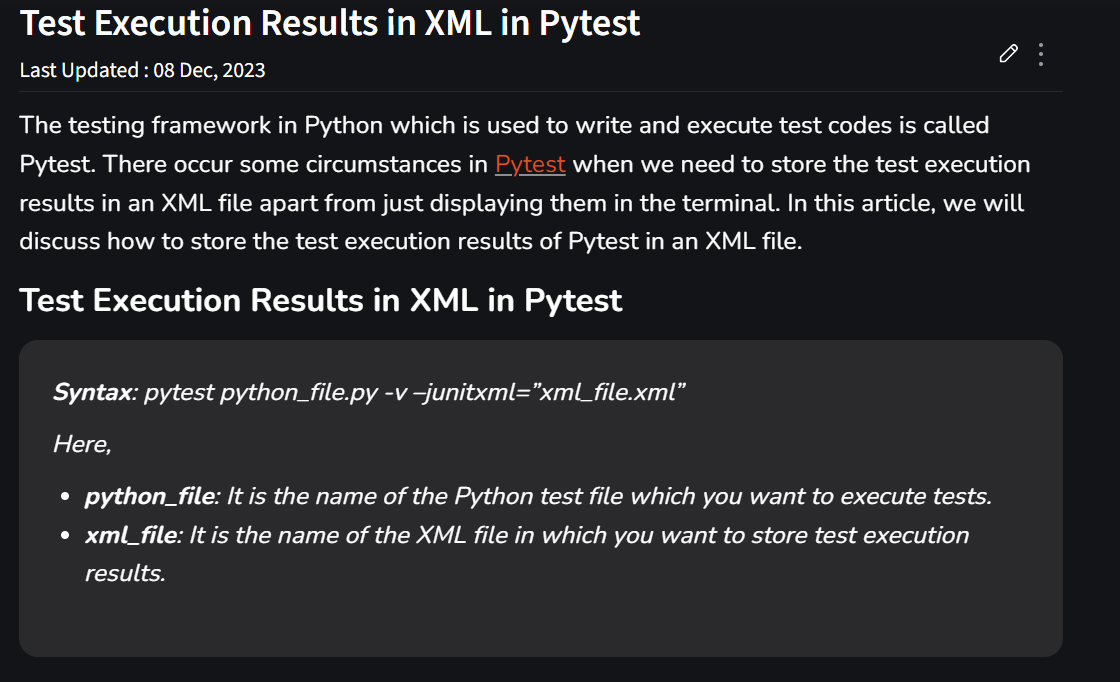 Test Execution Results in XML in Pytest
Last Updated : 08 Dec, 2023
The testing framework in Python which is used to write and execute test codes is called
Pytest. There occur some circumstances in Pytest when we need to store the test execution
results in an XML file apart from just displaying them in the terminal. In this article, we will
discuss how to store the test execution results of Pytest in an XML file.
Test Execution Results in XML in Pytest
Syntax: pytest python_file.py -v –junitxml=”xml_file.xml”
Here,
• python_file: It is the name of the Python test file which you want to execute tests.
• xml_file: It is the name of the XML file in which you want to store test execution
results.